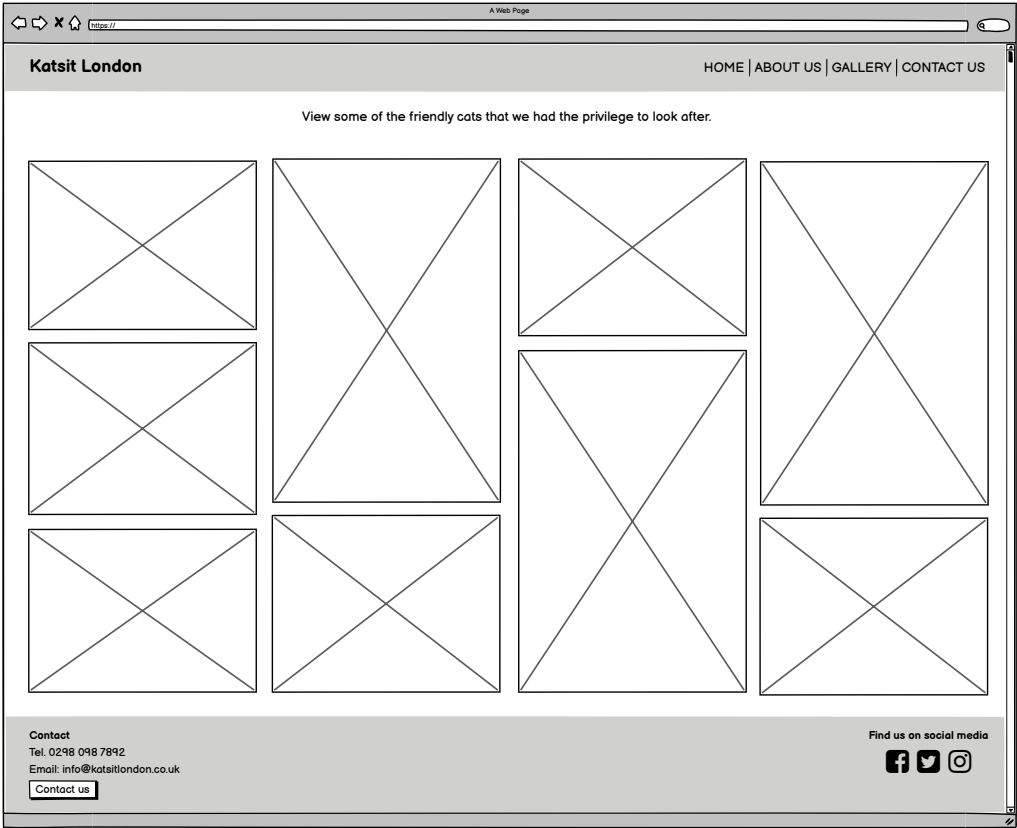 A Web Page
https://
Katsit London
HOME | ABOUT US | GALLERY | CONTACT US
View some of the friendly cats that we had the privilege to look after.
Contact
Find us on social media
Tel. 0298 098 7892
Email: info@katsitlondon.co.uk
Contact us